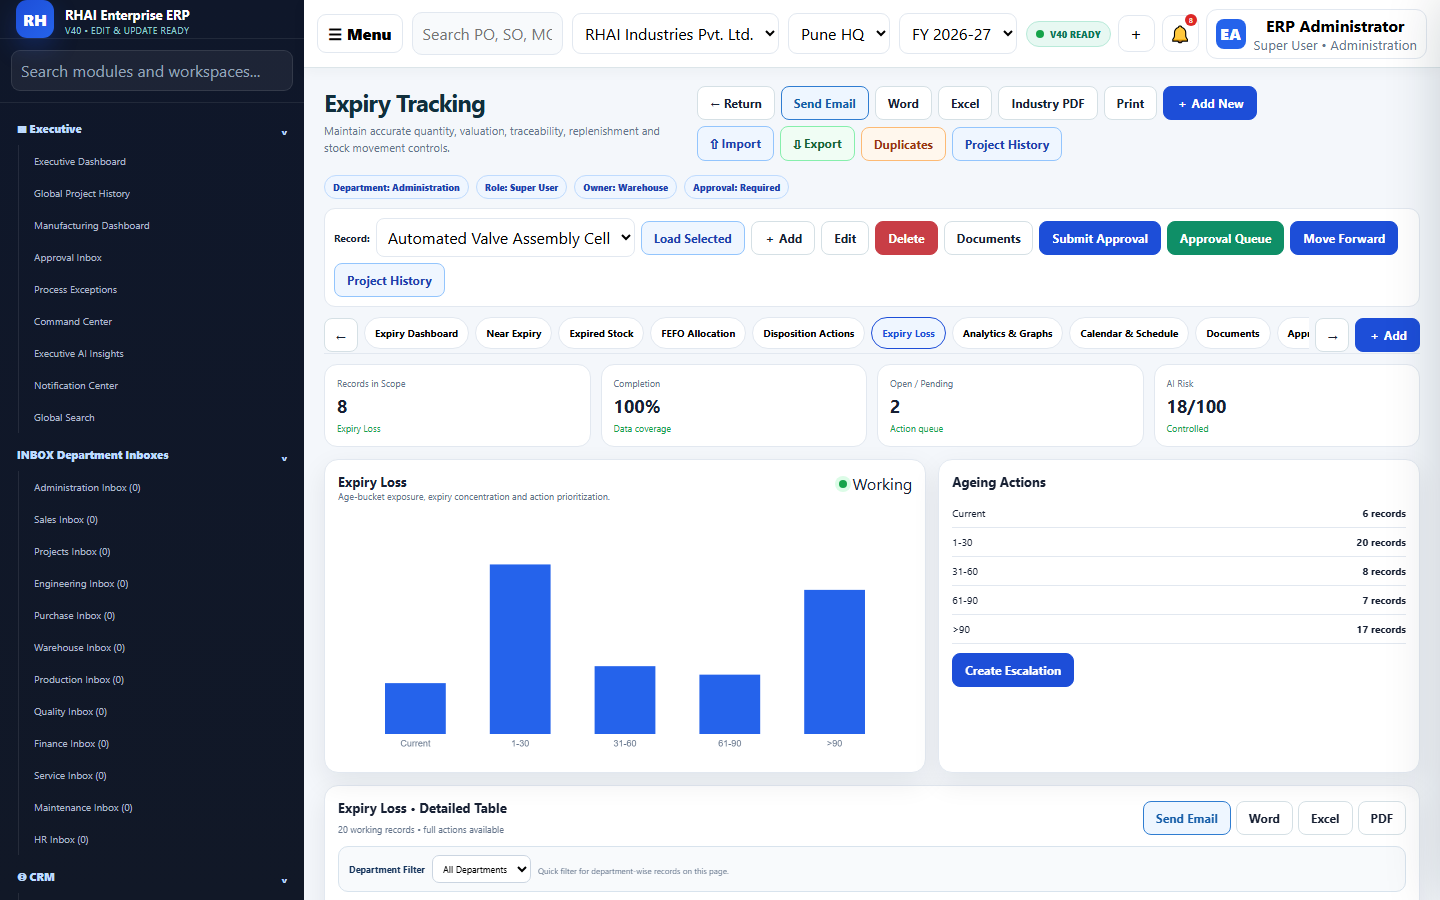 RH
RHAI Enterprise ERP
V40 • EDIT & UPDATE READY
Search modules and workspaces...
Executive
Executive Dashboard
Global Project History
Manufacturing Dashboard
Approval Inbox
Process Exceptions
Command Center
Executive AI Insights
Notification Center
Global Search
INBOX Department Inboxes
Administration Inbox (0)
Sales Inbox (0)
Projects Inbox (0)
Engineering Inbox (0)
Purchase Inbox (0)
Warehouse Inbox (0)
Production Inbox (0)
Quality Inbox (0)
Finance Inbox (0)
Service Inbox (0)
Maintenance Inbox (0)
HR Inbox (0)
CRM
☰ Menu
Search PO, SO, MC
RHAI Industries Pvt. Ltd.
Pune HQ
FY 2026-27
V40 READY
+
8
EA
ERP Administrator
Super User • Administration
Expiry Tracking
Maintain accurate quantity, valuation, traceability, replenishment and
stock movement controls.
← Return
Send Email
Word
Excel
Industry PDF
Print
+ Add New
⇧ Import
⇩ Export
Duplicates
Project History
Department: Administration
Role: Super User
Owner: Warehouse
Approval: Required
Record:
Automated Valve Assembly Cell
Load Selected
+ Add
Edit
Delete
Documents
Submit Approval
Approval Queue
Move Forward
Project History
←
Expiry Dashboard
Near Expiry
Expired Stock
FEFO Allocation
Disposition Actions
Expiry Loss
Analytics & Graphs
Calendar & Schedule
Documents
Appr
→
+ Add
Records in Scope
8
Expiry Loss
Completion
100%
Data coverage
Open / Pending
2
Action queue
AI Risk
18/100
Controlled
Expiry Loss
Age-bucket exposure, expiry concentration and action prioritization.
Working
Current
1-30
31-60
61-90
>90
Ageing Actions
Current 6 records
1-30 20 records
31-60 8 records
61-90 7 records
>90 17 records
Create Escalation
Expiry Loss • Detailed Table
20 working records • full actions available
Send Email
Word
Excel
PDF
Department Filter
All Departments
Quick filter for department-wise records on this page.